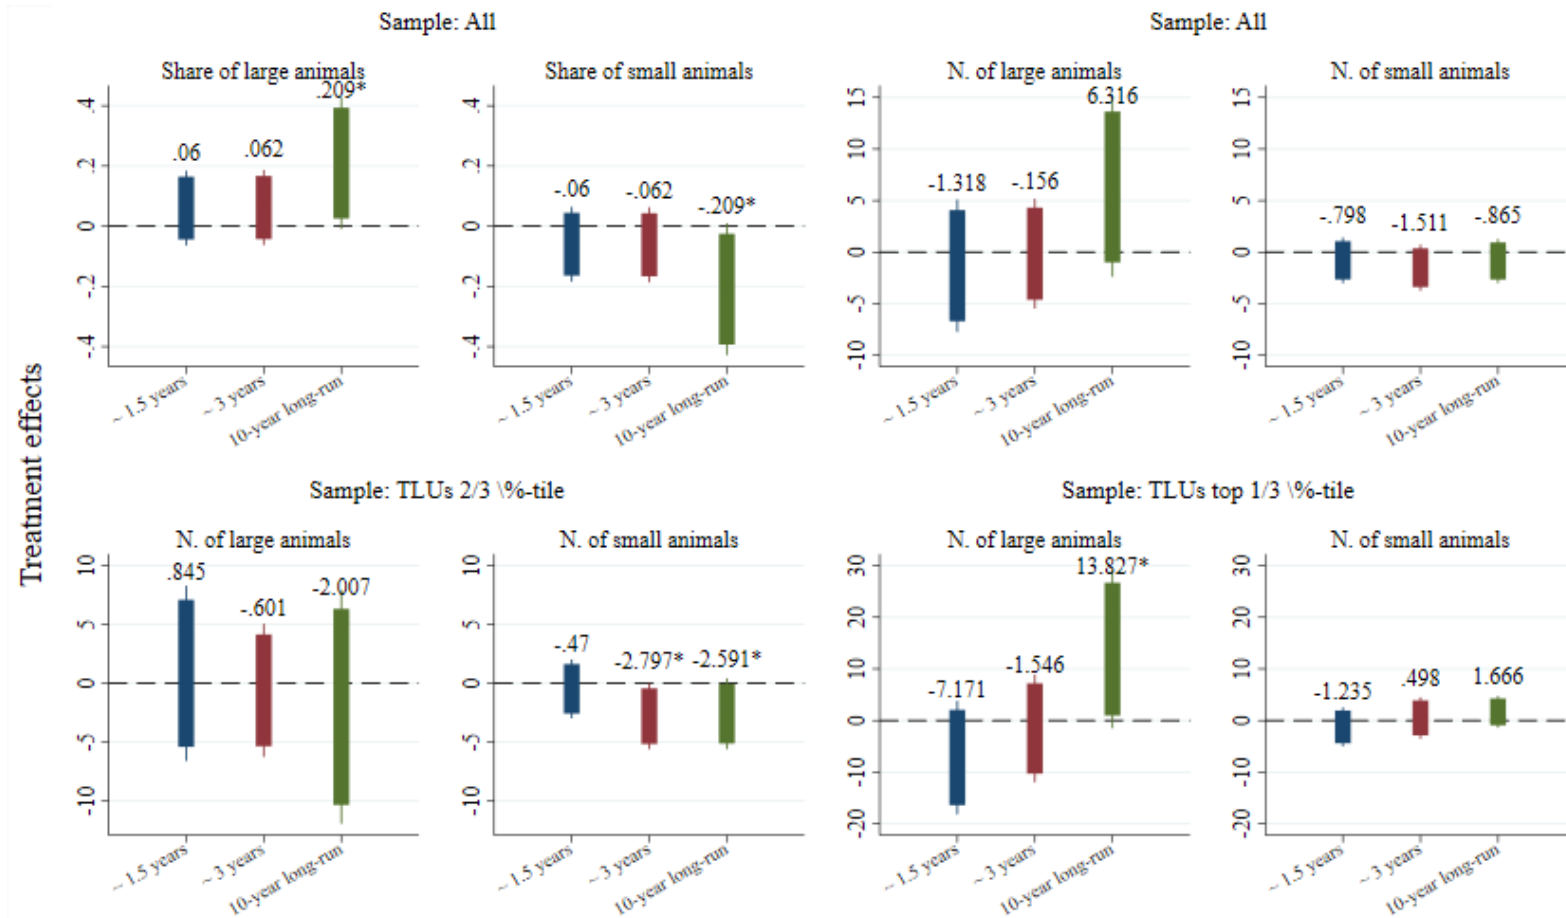 Treatment effects
Sample: All
Share of large animals
.4
.2
0
-.2
-.4
.06
.062
.209*
~ 1.5 years
~ 3 years
10-year long-run
Share of small animals
.4
.2
0
-.2
-.4
-.06
-.062
-.209*
~ 1.5 years
~ 3 years
10-year long-run
Sample: All
N. of large animals
15
10
5
0
-5
-10
-1.318
-.156
6.316
~ 1.5 years
~ 3 years
10-year long-run
N. of small animals
15
10
5
0
-5
-10
-.798
-1.511
-.865
~ 1.5 years
~ 3 years
10-year long-run
Sample: TLUs 2/3 \%-tile
N. of large animals
10
5
0
-5
-10
.845
-.601
-2.007
~ 1.5 years
~ 3 years
10-year long-run
N. of small animals
10
5
0
-5
-10
-.47
-2.797*
-2.591*
~ 1.5 years
~ 3 years
10-year long-run
Sample: TLUs top 1/3 \%-tile
N. of large animals
30
20
10
0
-10
-20
-7.171
-1.546
13.827*
~ 1.5 years
~ 3 years
10-year long-run
N. of small animals
30
20
10
0
-10
-20
-1.235
.498
1.666
~ 1.5 years
~ 3 years
10-year long-run